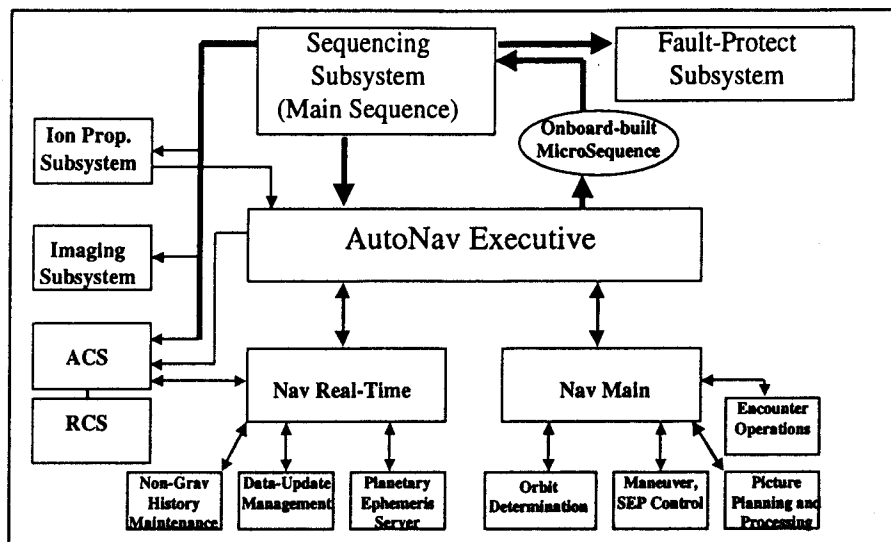 Sequencing
Subsystem
(Main Sequence)
Fault-Protect
Subsystem
Ion Prop.
Subsystem
Onboard-built
MicroSequence
AutoNav Executive
Imaging
Subsystem
ACS
RCS
Nav Real-Time
Nav Main
Encounter
Operations
Non-Grav
History
Maintenance
Data-Update
Management
Planetary
Ephemeris
Server
Orbit
Determination
Maneuver,
SEP Control
Picture
Planning and
Processing